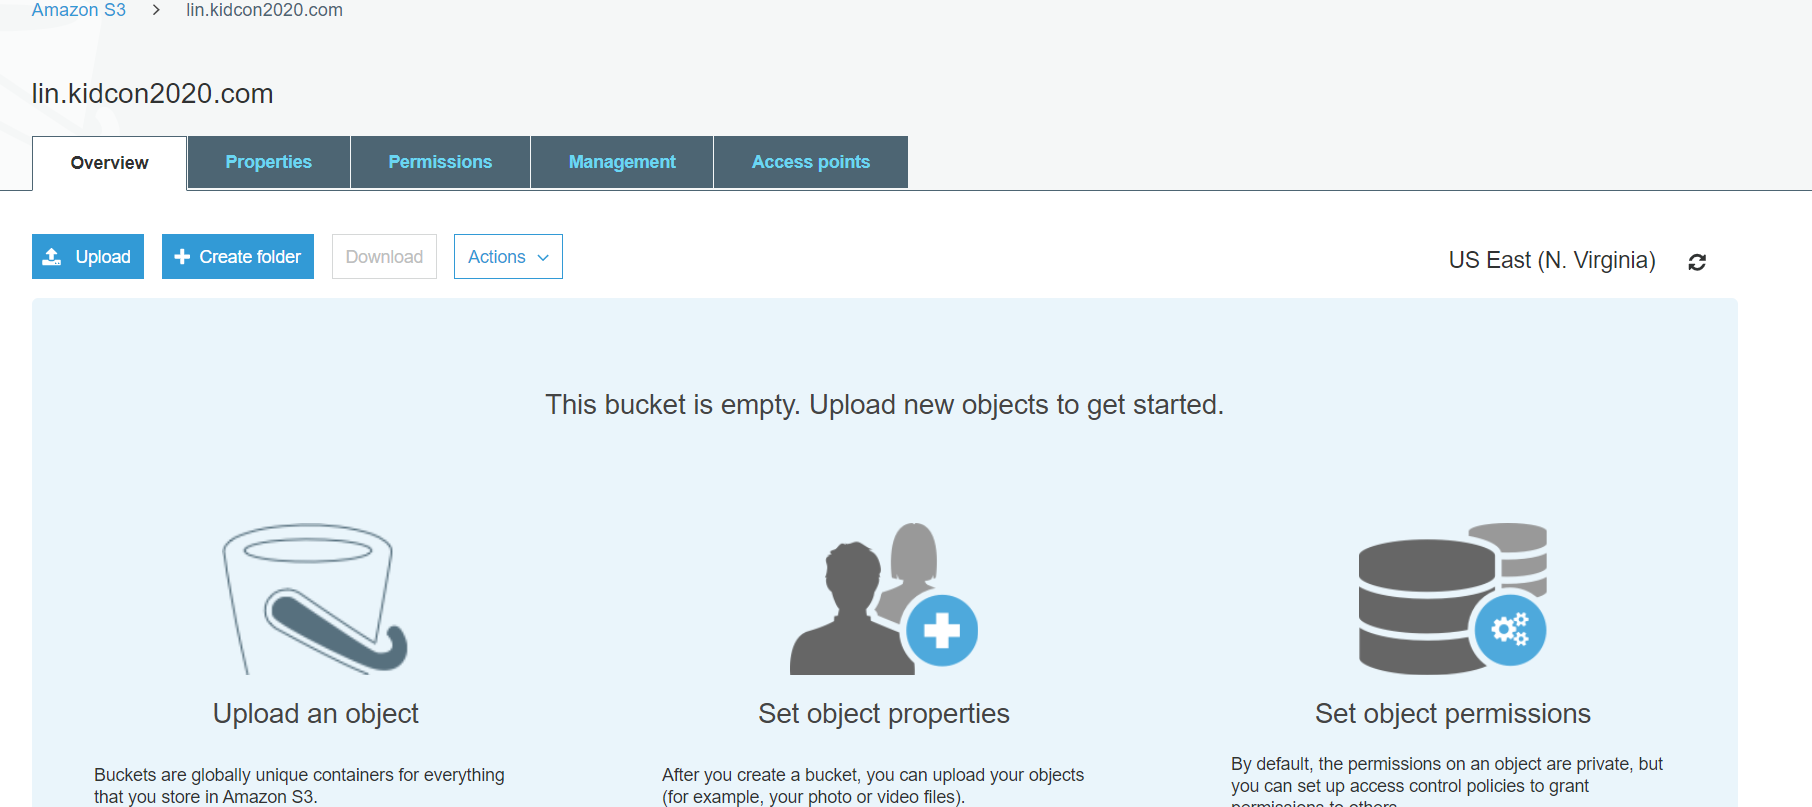 Amazon S3 > lin.kidcon2020.com
lin.kidcon2020.com
Overview Properties Permissions Management Access points
Upload Create folder Download Actions US East (N. Virginia)
This bucket is empty. Upload new objects to get started.
Upload an object Set object properties Set object permissions
Buckets are globally unique containers for everything
that you store in Amazon S3.
After you create a bucket, you can upload your objects
(for example, your photo or video files).
By default, the permissions on an object are private, but
you can set up access control policies to grant
permissions to others.